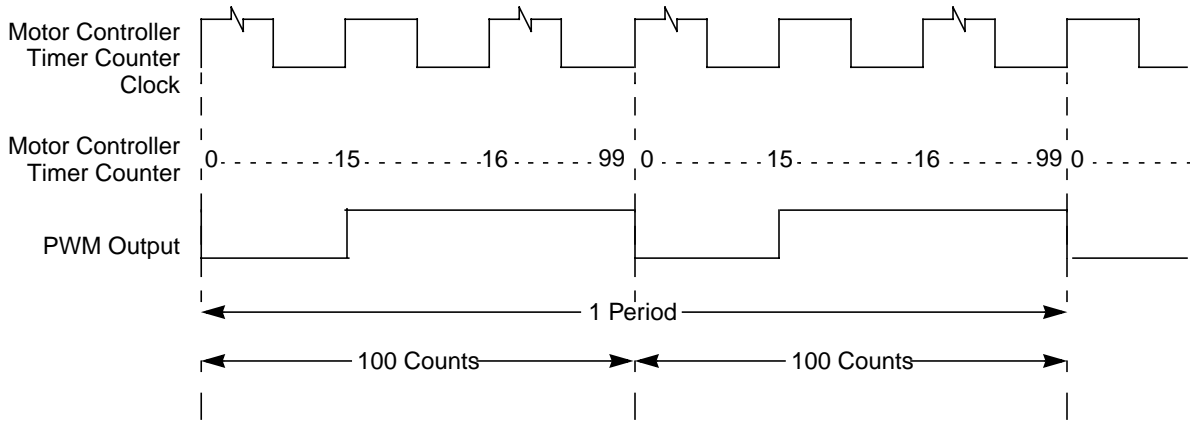 Motor Controller
Timer Counter
Clock
Motor Controller
Timer Counter
0 15 16 99 0 15 16 99 0
PWM Output
1 Period
100 Counts 100 Counts